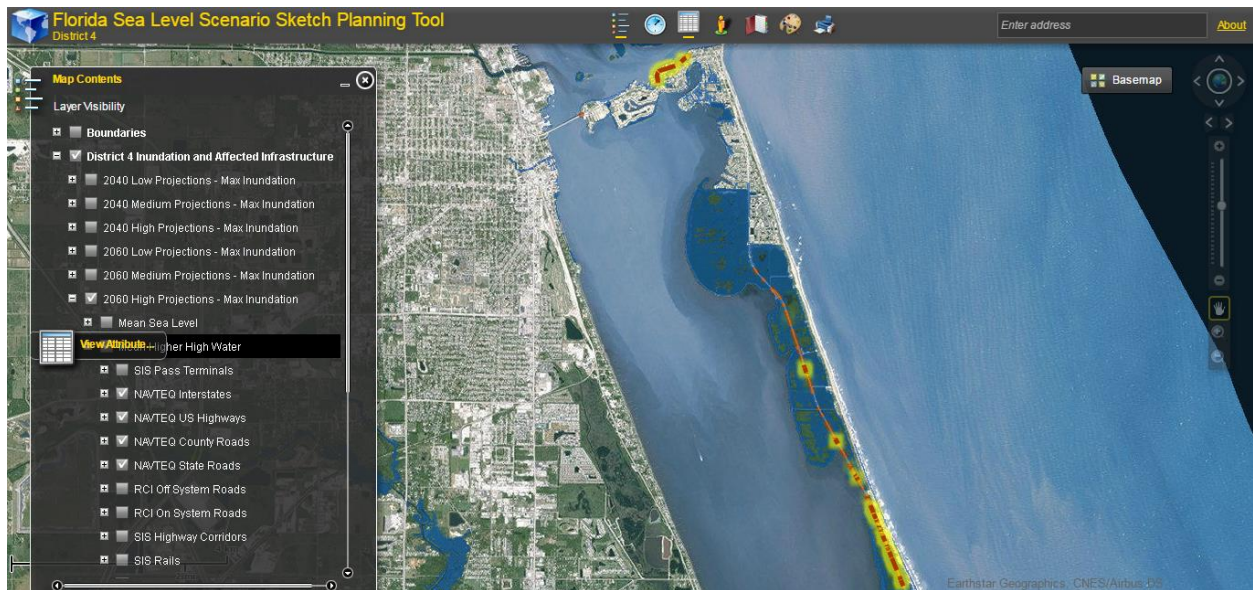 Florida Sea Level Scenario Sketch Planning Tool
District 4
Enter address
About
Basemap
Map Contents
Layer Visibility
Boundaries
District 4 Inundation and Affected Infrastructure
2040 Low Projections - Max Inundation
2040 Medium Projections - Max Inundation
2040 High Projections - Max Inundation
2060 Low Projections - Max Inundation
2060 Medium Projections - Max Inundation
2060 High Projections - Max Inundation
Mean Sea Level
View Attribute...
Higher High Water
SIS Pass Terminals
NAVTEQ Interstates
NAVTEQ US Highways
NAVTEQ County Roads
NAVTEQ State Roads
RCI Off System Roads
RCI On System Roads
SIS Highway Corridors
SIS Rails
Earthstar Geographics, CNES/Airbus DS